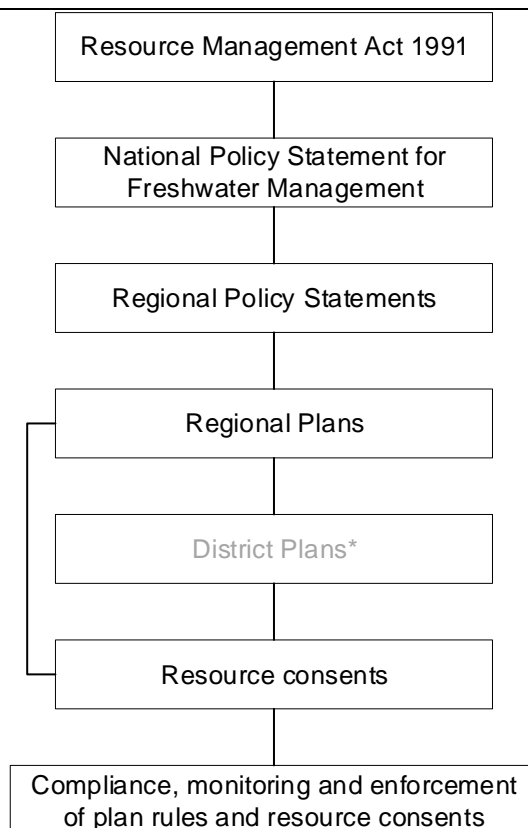 Resource Management Act 1991
National Policy Statement for
Freshwater Management
Regional Policy Statements
Regional Plans
District Plans*
Resource consents
Compliance, monitoring and enforcement
of plan rules and resource consents